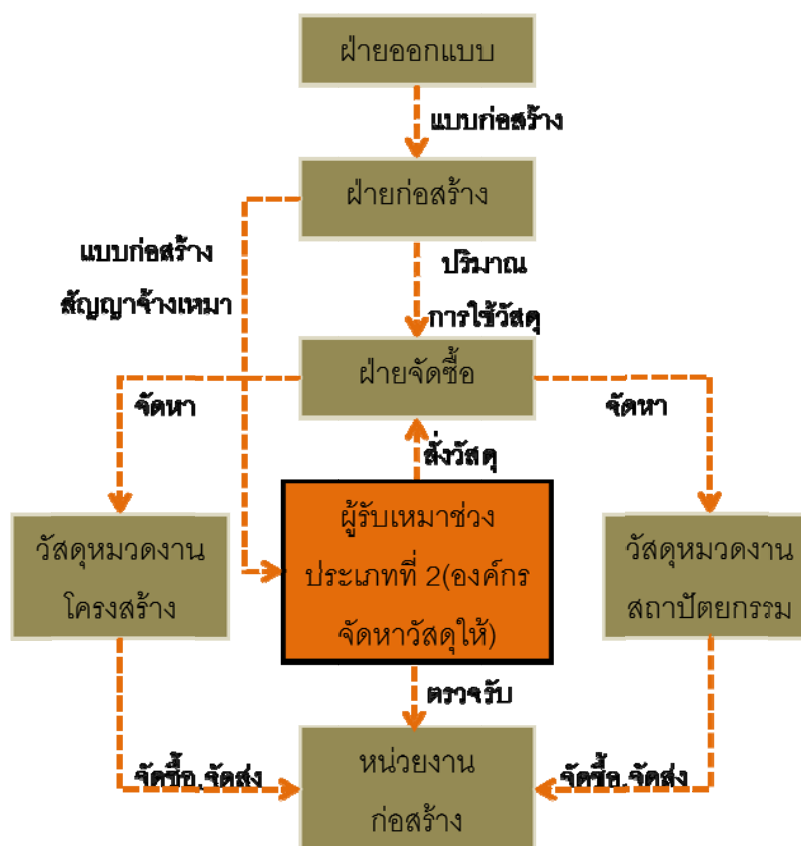 ฝ่ายออกแบบ
แบบก่อสร้าง
ฝ่ายก่อสร้าง
แบบก่อสร้าง
สัญญาจ้างเหมา
ปริมาณ
การใช้วัสดุ
ฝ่ายจัดซื้อ
จัดหา
จัดหา
สั่งวัสดุ
วัสดุหมวดงาน
โครงสร้าง
ผู้รับเหมาช่วง
ประเภทที่ 2(องค์กร
จัดหาวัสดุให้)
วัสดุหมวดงาน
สถาปัตยกรรม
ตรวจรับ
จัดซื้อ,จัดส่ง
หน่วยงาน
ก่อสร้าง
จัดซื้อ,จัดส่ง